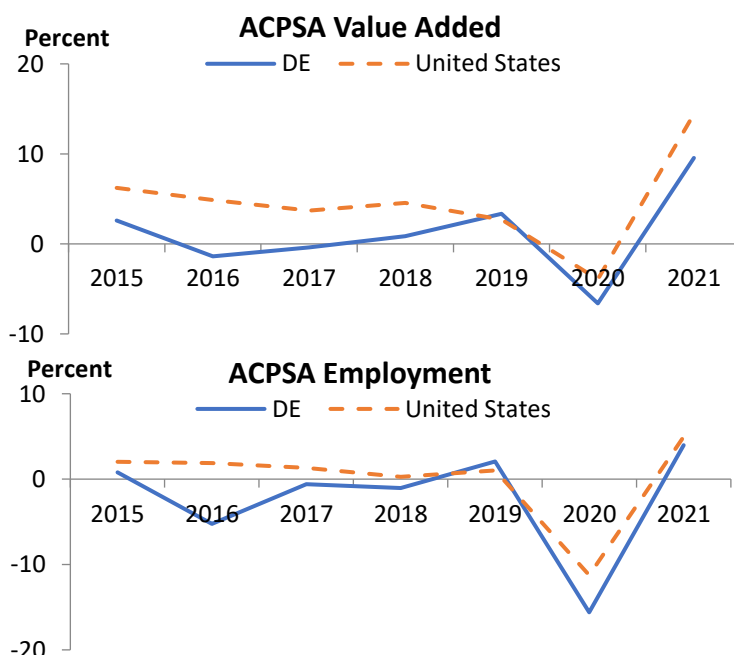 ACPSA Value Added
Percent
DE United States
20
10
0
2015 2016 2017 2018 2019 2020 2021
-10
Percent
ACPSA Employment
10
DE United States
0
2015 2016 2017 2018 2019 2020 2021
-10
-20